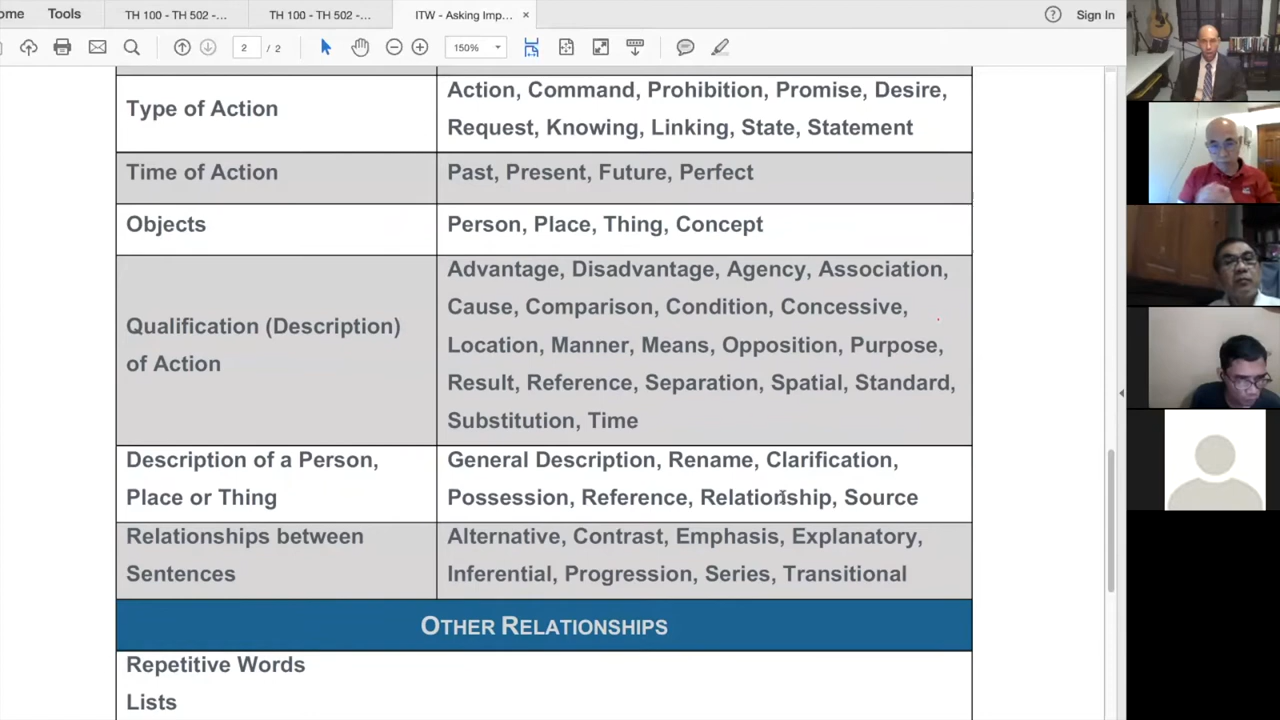 ome
Tools
TH 100 - TH 502 -...
TH 100 - TH 502 -...
ITW - Asking Imp...
×
Sign In
2 / 2
150%
Type of Action
Action, Command, Prohibition, Promise, Desire,
Request, Knowing, Linking, State, Statement
Time of Action
Past, Present, Future, Perfect
Objects
Person, Place, Thing, Concept
Qualification (Description)
of Action
Advantage, Disadvantage, Agency, Association,
Cause, Comparison, Condition, Concessive,
Location, Manner, Means, Opposition, Purpose,
Result, Reference, Separation, Spatial, Standard,
Substitution, Time
Description of a Person,
Place or Thing
General Description, Rename, Clarification,
Possession, Reference, Relationship, Source
Relationships between
Sentences
Alternative, Contrast, Emphasis, Explanatory,
Inferential, Progression, Series, Transitional
OTHER RELATIONSHIPS
Repetitive Words
Lists